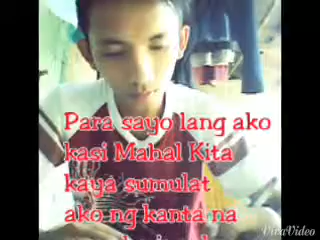 Para sayo lang ako
kasi Mahal Kita
kaya sumulat
ako ng kanta na
VivaVideo